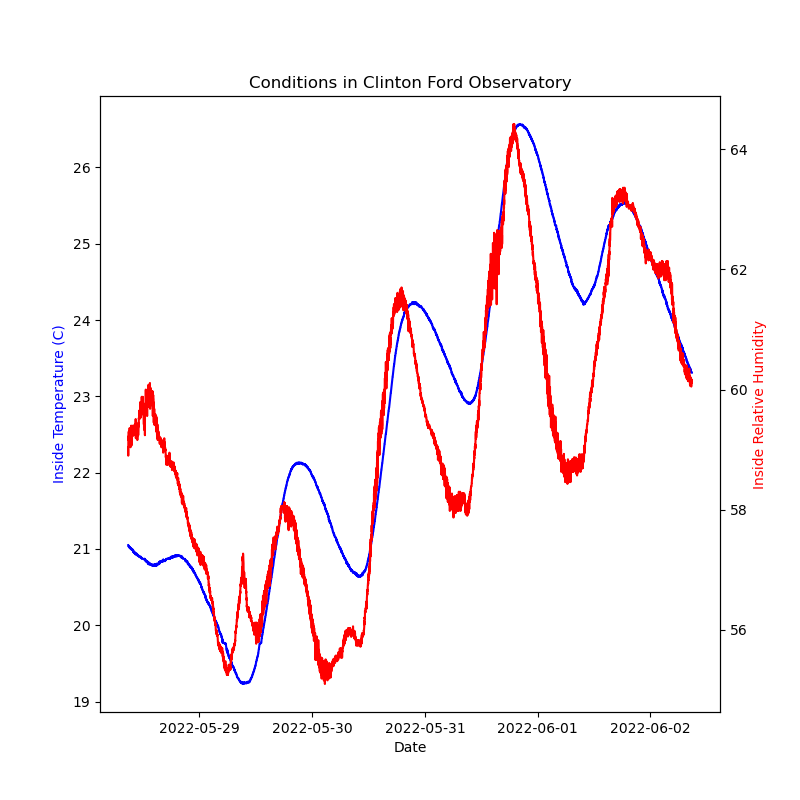 Conditions in Clinton Ford Observatory
Inside Temperature (C)
26
25
24
23
22
21
20
19
64
62
60
58
56
Inside Relative Humidity
2022-05-29 2022-05-30 2022-05-31 2022-06-01 2022-06-02
Date